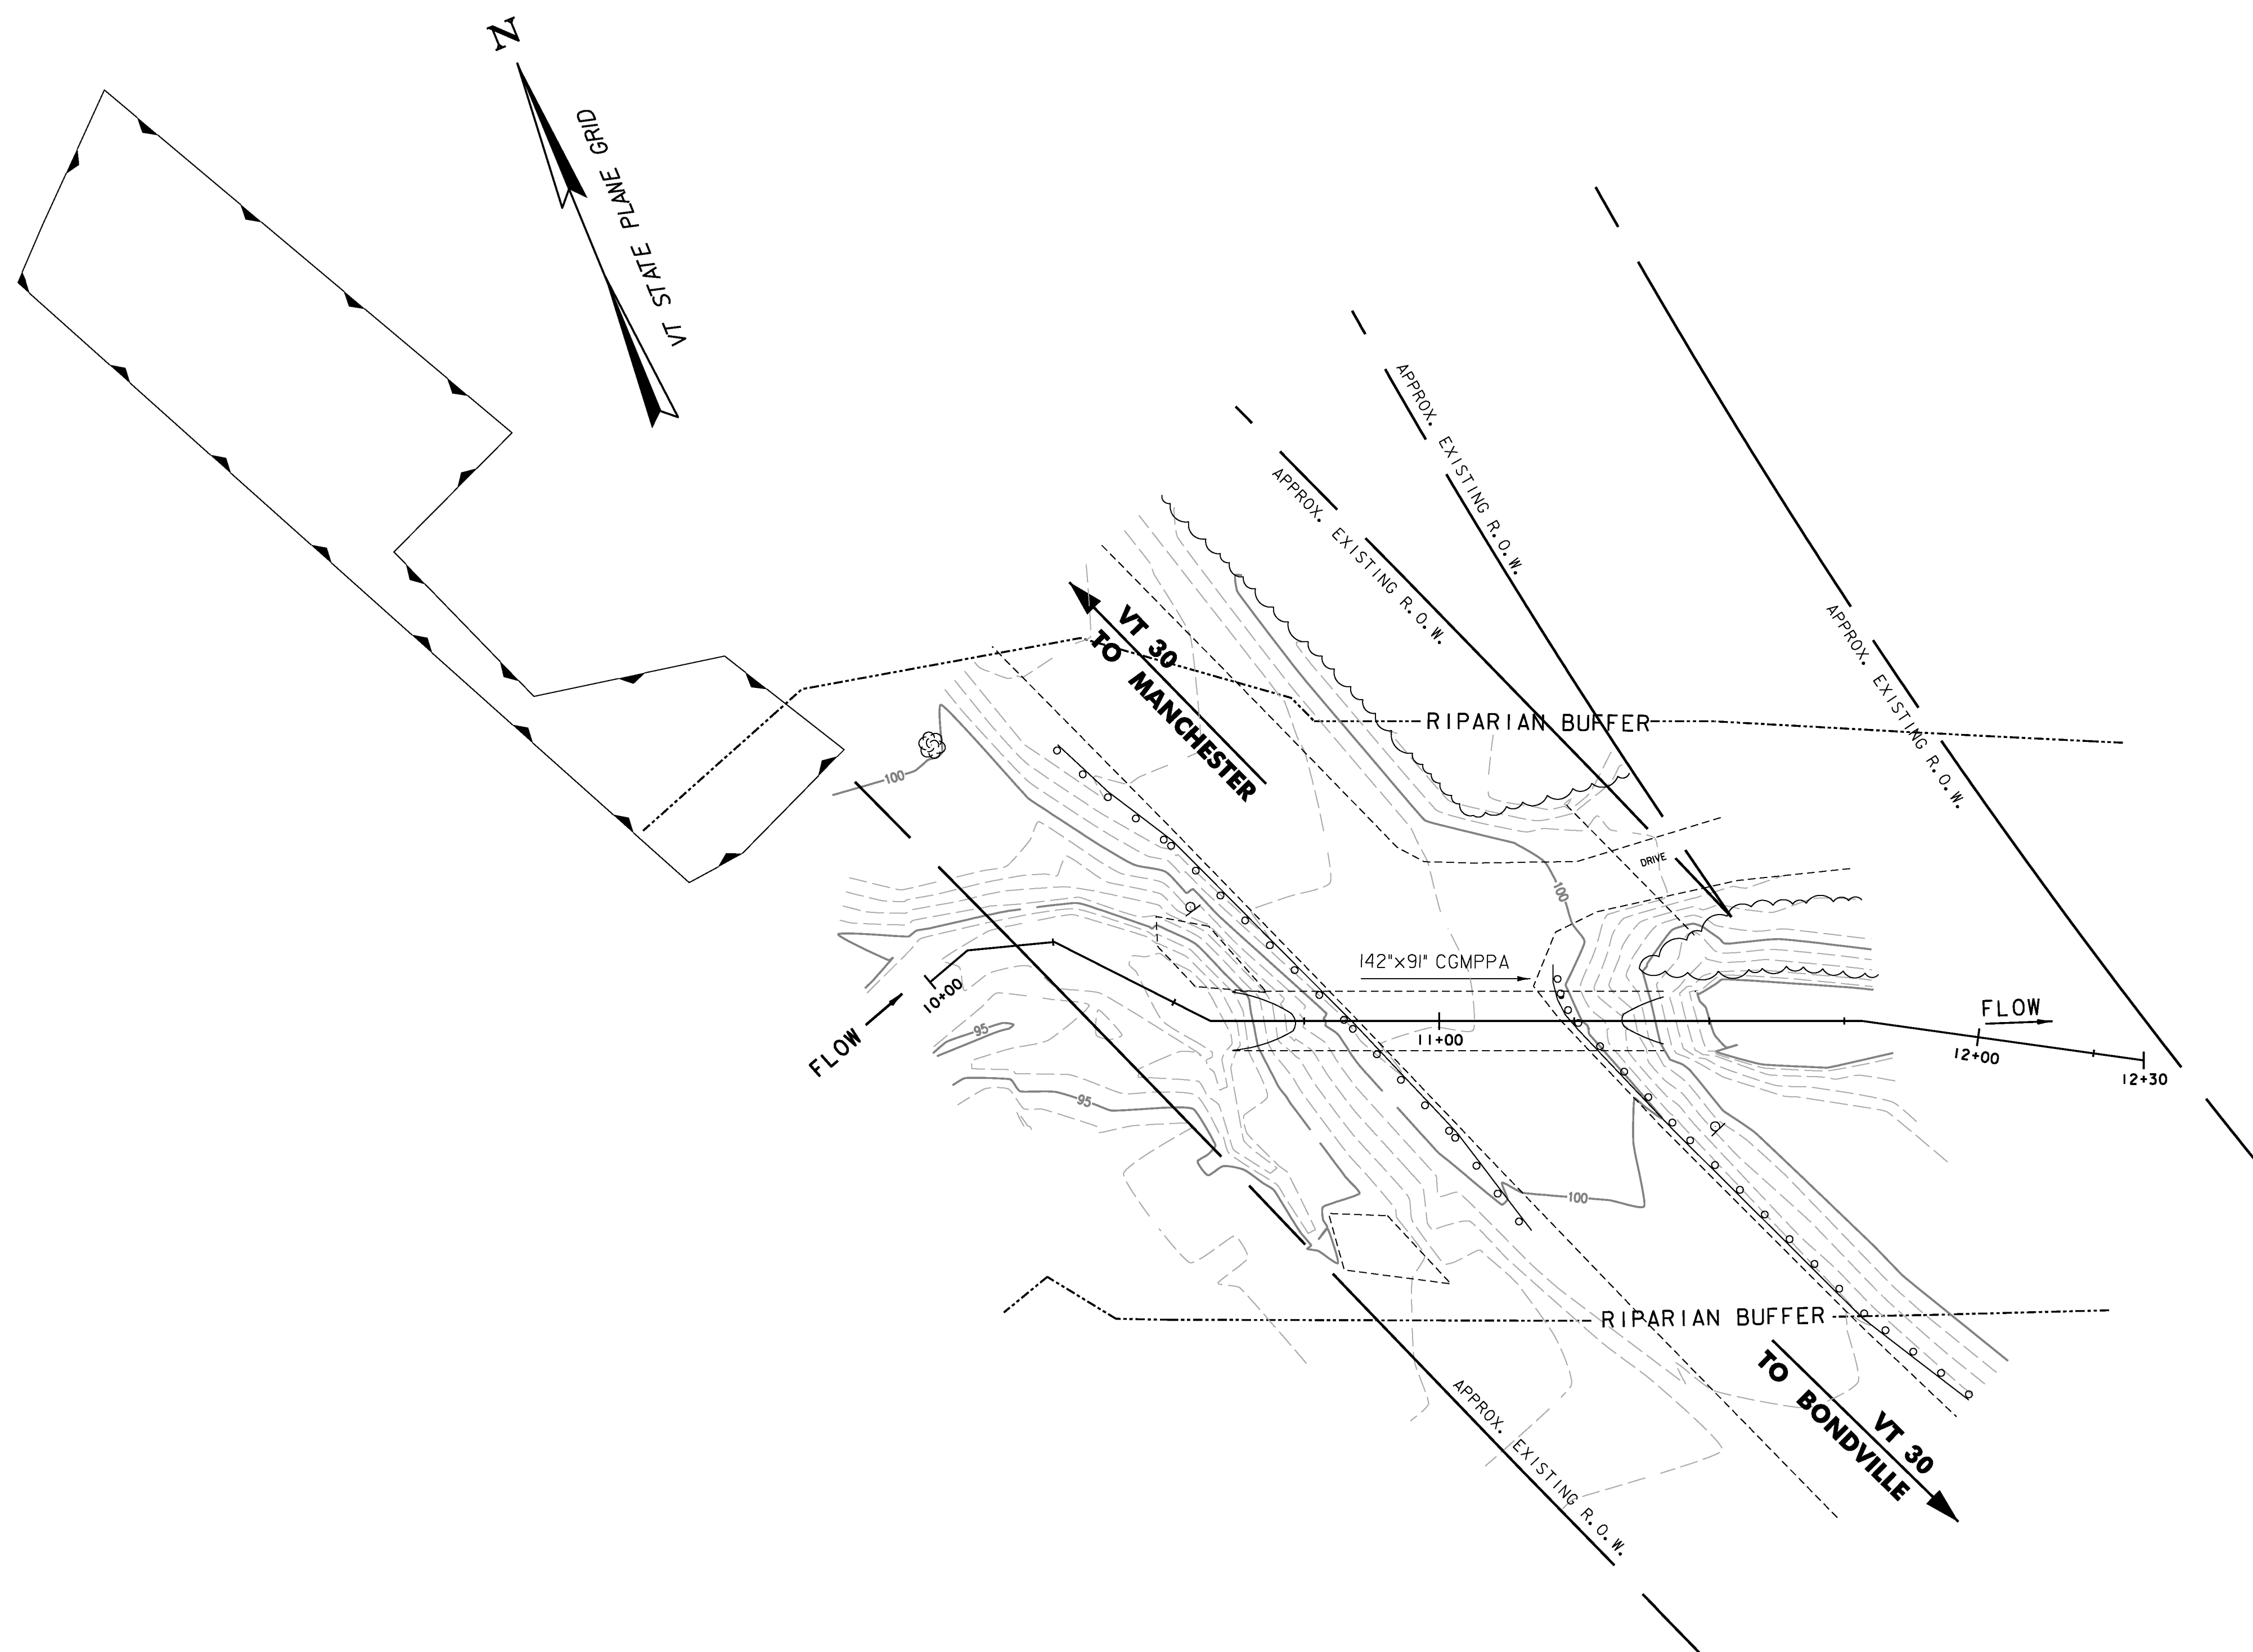 N
VT STATE PLANE GRID
APPROX. EXISTING R.O.W.
APPROX. EXISTING R.O.W.
APPROX. EXISTING R.O.W.
VT 30
TO MANCHESTER
RIPARIAN BUFFER
100
DRIVE
100
142"x91" CGMPPA
10+00
FLOW
FLOW
95
11+00
12+00
12+30
95
100
RIPARIAN BUFFER
VT 30
TO BONDVILLE
APPROX. EXISTING R.O.W.